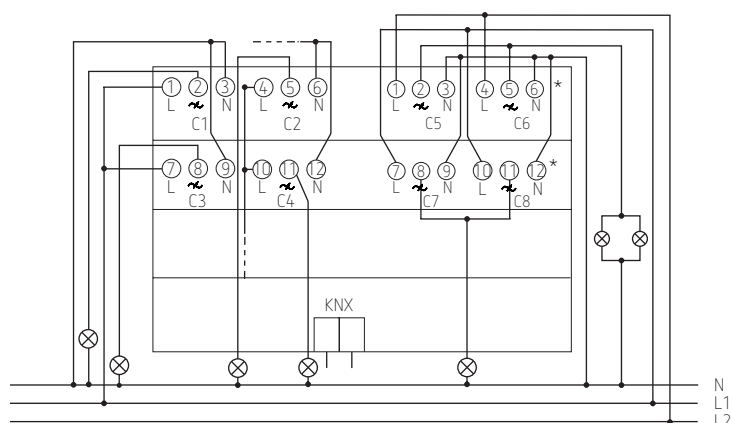 1 2 3 4 5 6 1 2 3 4 5 6 *
L N L N L N L N
C1 C2 C5 C6
7 8 9 10 11 12 7 8 9 10 11 12 *
L N L N L N L N
C3 C4 C7 C8
KNX
N
L1
L2